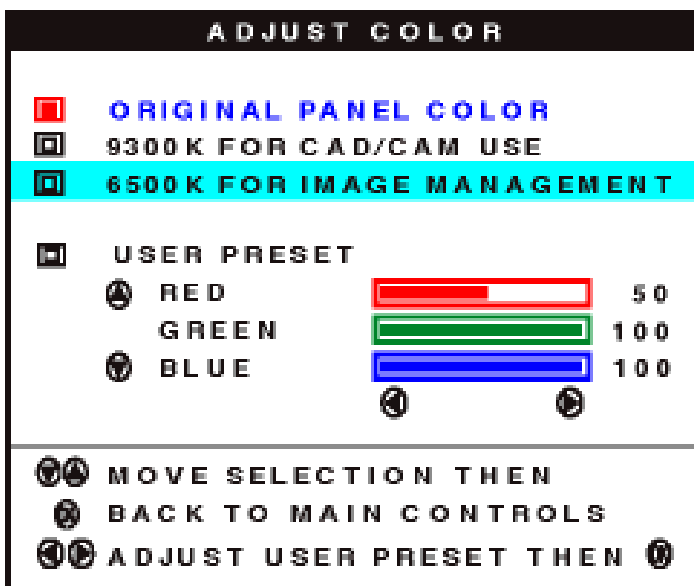 ADJUST COLOR
ORIGINAL PANEL COLOR
9300K FOR CAD/CAM USE
6500K FOR IMAGE MANAGEMENT
USER PRESET
RED 50
GREEN 100
BLUE 100
MOVE SELECTION THEN
BACK TO MAIN CONTROLS
ADJUST USER PRESET THEN